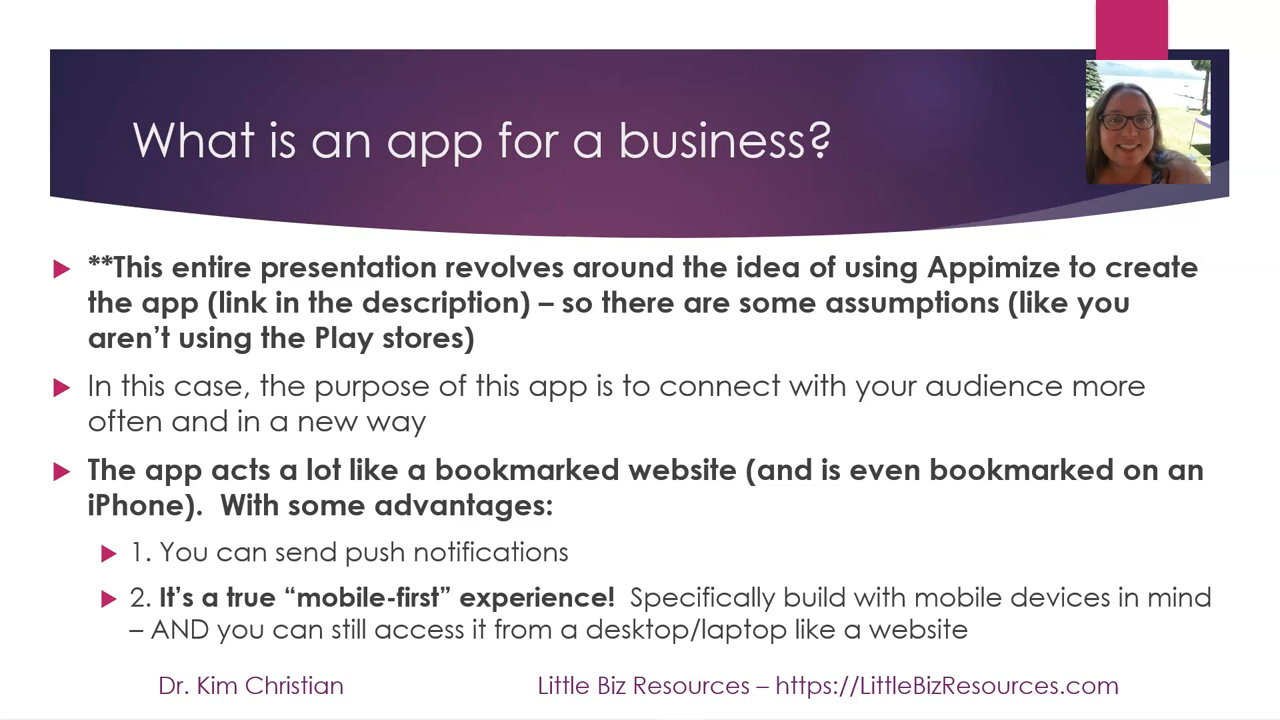 What is an app for a business?
**This entire presentation revolves around the idea of using Appimize to create
the app (link in the description) – so there are some assumptions (like you
aren’t using the Play stores)
In this case, the purpose of this app is to connect with your audience more
often and in a new way
The app acts a lot like a bookmarked website (and is even bookmarked on an
iPhone).  With some advantages:
1. You can send push notifications
2. It’s a true “mobile-first” experience!  Specifically build with mobile devices in mind
– AND you can still access it from a desktop/laptop like a website
Dr. Kim Christian
Little Biz Resources – https://LittleBizResources.com